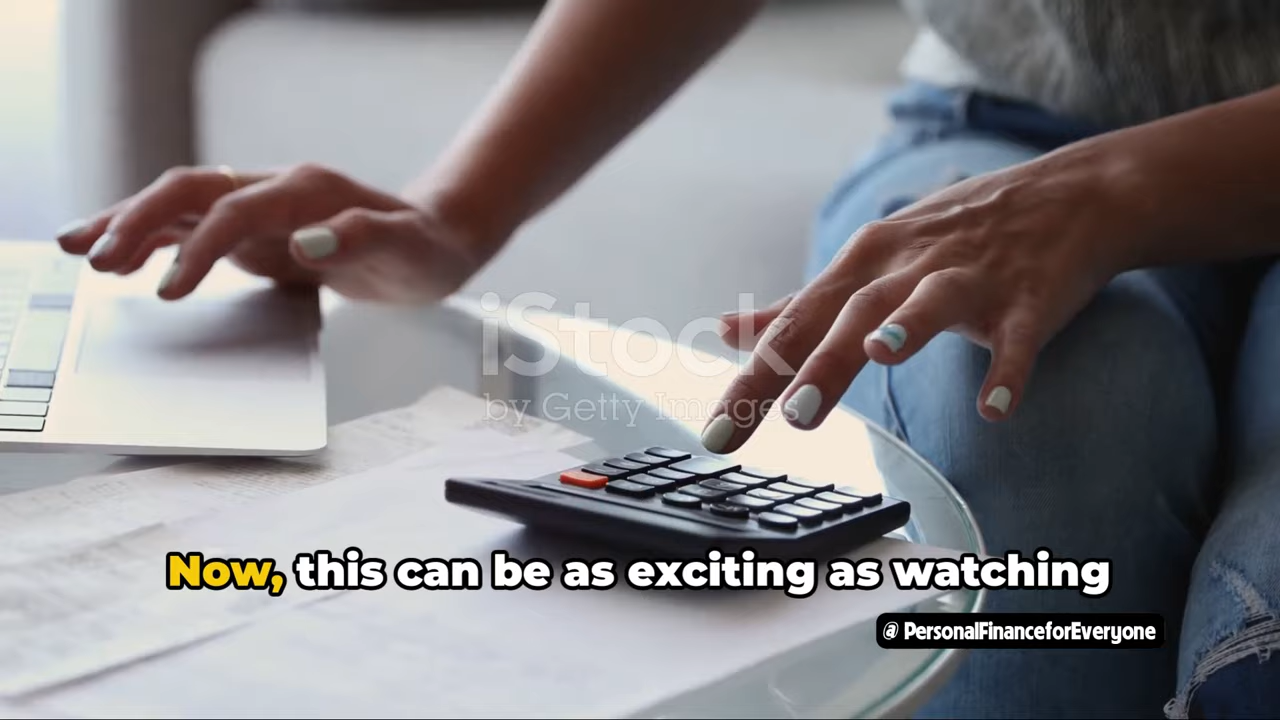 iStock
by Getty Images
Now, this can be as exciting as watching
@ PersonalFinanceforEveryone